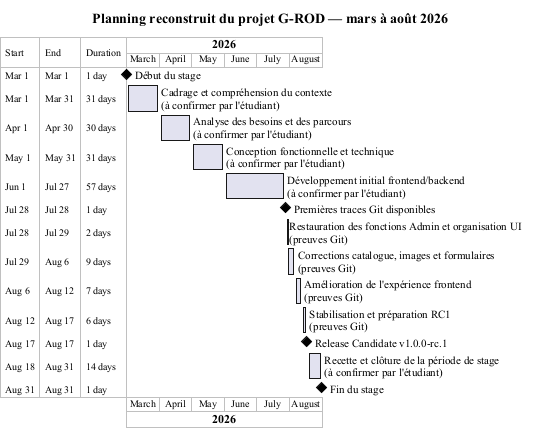 Planning reconstruit du projet G-ROD — mars à août 2026
Start End Duration 2026
March April May June July August
Mar 1 Mar 1 1 day Début du stage
Mar 1 Mar 31 31 days Cadrage et compréhension du contexte
(à confirmer par l'étudiant)
Apr 1 Apr 30 30 days Analyse des besoins et des parcours
(à confirmer par l'étudiant)
May 1 May 31 31 days Conception fonctionnelle et technique
(à confirmer par l'étudiant)
Jun 1 Jul 27 57 days Développement initial frontend/backend
(à confirmer par l'étudiant)
Jul 28 Jul 28 1 day Premières traces Git disponibles
Jul 28 Jul 29 2 days Restauration des fonctions Admin et organisation UI
(preuves Git)
Jul 29 Aug 6 9 days Corrections catalogue, images et formulaires
(preuves Git)
Aug 6 Aug 12 7 days Amélioration de l'expérience frontend
(preuves Git)
Aug 12 Aug 17 6 days Stabilisation et préparation RC1
(preuves Git)
Aug 17 Aug 17 1 day Release Candidate v1.0.0-rc.1
Aug 18 Aug 31 14 days Recette et clôture de la période de stage
(à confirmer par l'étudiant)
Aug 31 Aug 31 1 day Fin du stage
March April May June July August
2026